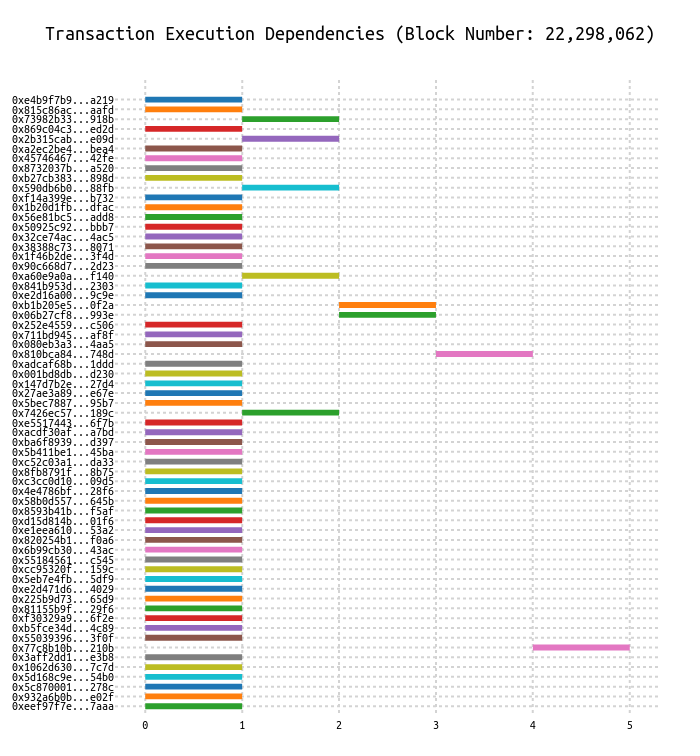 Transaction Execution Dependencies (Block Number: 22,298,062)
0xe4b9f7b9...a219
0x815c86ac...aafd
0x73982b33...918b
0x869c04c3...ed2d
0x2b315cab...e09d
0xa2ec2be4...bea4
0x45746467...42fe
0x8732037b...a520
0xb27cb383...898d
0x590db6b0...88fb
0xf14a399e...b732
0x1b20d1fb...dfac
0x56e81bc5...add8
0x50925c92...bbb7
0x32ce74ac...4ac5
0x38388c73...8071
0x1f46b2de...3f4d
0x90c668d7...2d23
0xa60e9a0a...f140
0x841b953d...2303
0xe2d16a00...9c9e
0xb1b205e5...0f2a
0x06b27cf8...993e
0x252e4559...c506
0x711bd945...af8f
0x080eb3a3...4aa5
0x810bca84...748d
0xadcaf68b...1ddd
0x001bd8db...d230
0x147d7b2e...27d4
0x27ae3a89...e67e
0x5bec7887...95b7
0x7426ec57...189c
0xe5517443...6f7b
0xacdf30af...a7bd
0xba6f8939...d397
0x5b411be1...45ba
0xc52c03a1...da33
0x8fb8791f...8b75
0xc3cc0d10...09d5
0x4e4786bf...28f6
0x58b0d557...645b
0x8593b41b...f5af
0xd15d814b...01f6
0xe1eea610...53a2
0x820254b1...f0a6
0x6b99cb30...43ac
0x55184561...c545
0xcc95320f...159c
0x5eb7e4fb...5df9
0xe2d471d6...4029
0x225b9d73...65d9
0x81155b9f...29f6
0xf30329a9...6f2e
0xb5fce34d...4c89
0x55039396...3f0f
0x77c8b10b...210b
0x3aff2dd1...e3b8
0x1062d630...7c7d
0x5d168c9e...54b0
0x5c870001...278c
0x932a6b0b...e02f
0xeef97f7e...7aaa
0 1 2 3 4 5